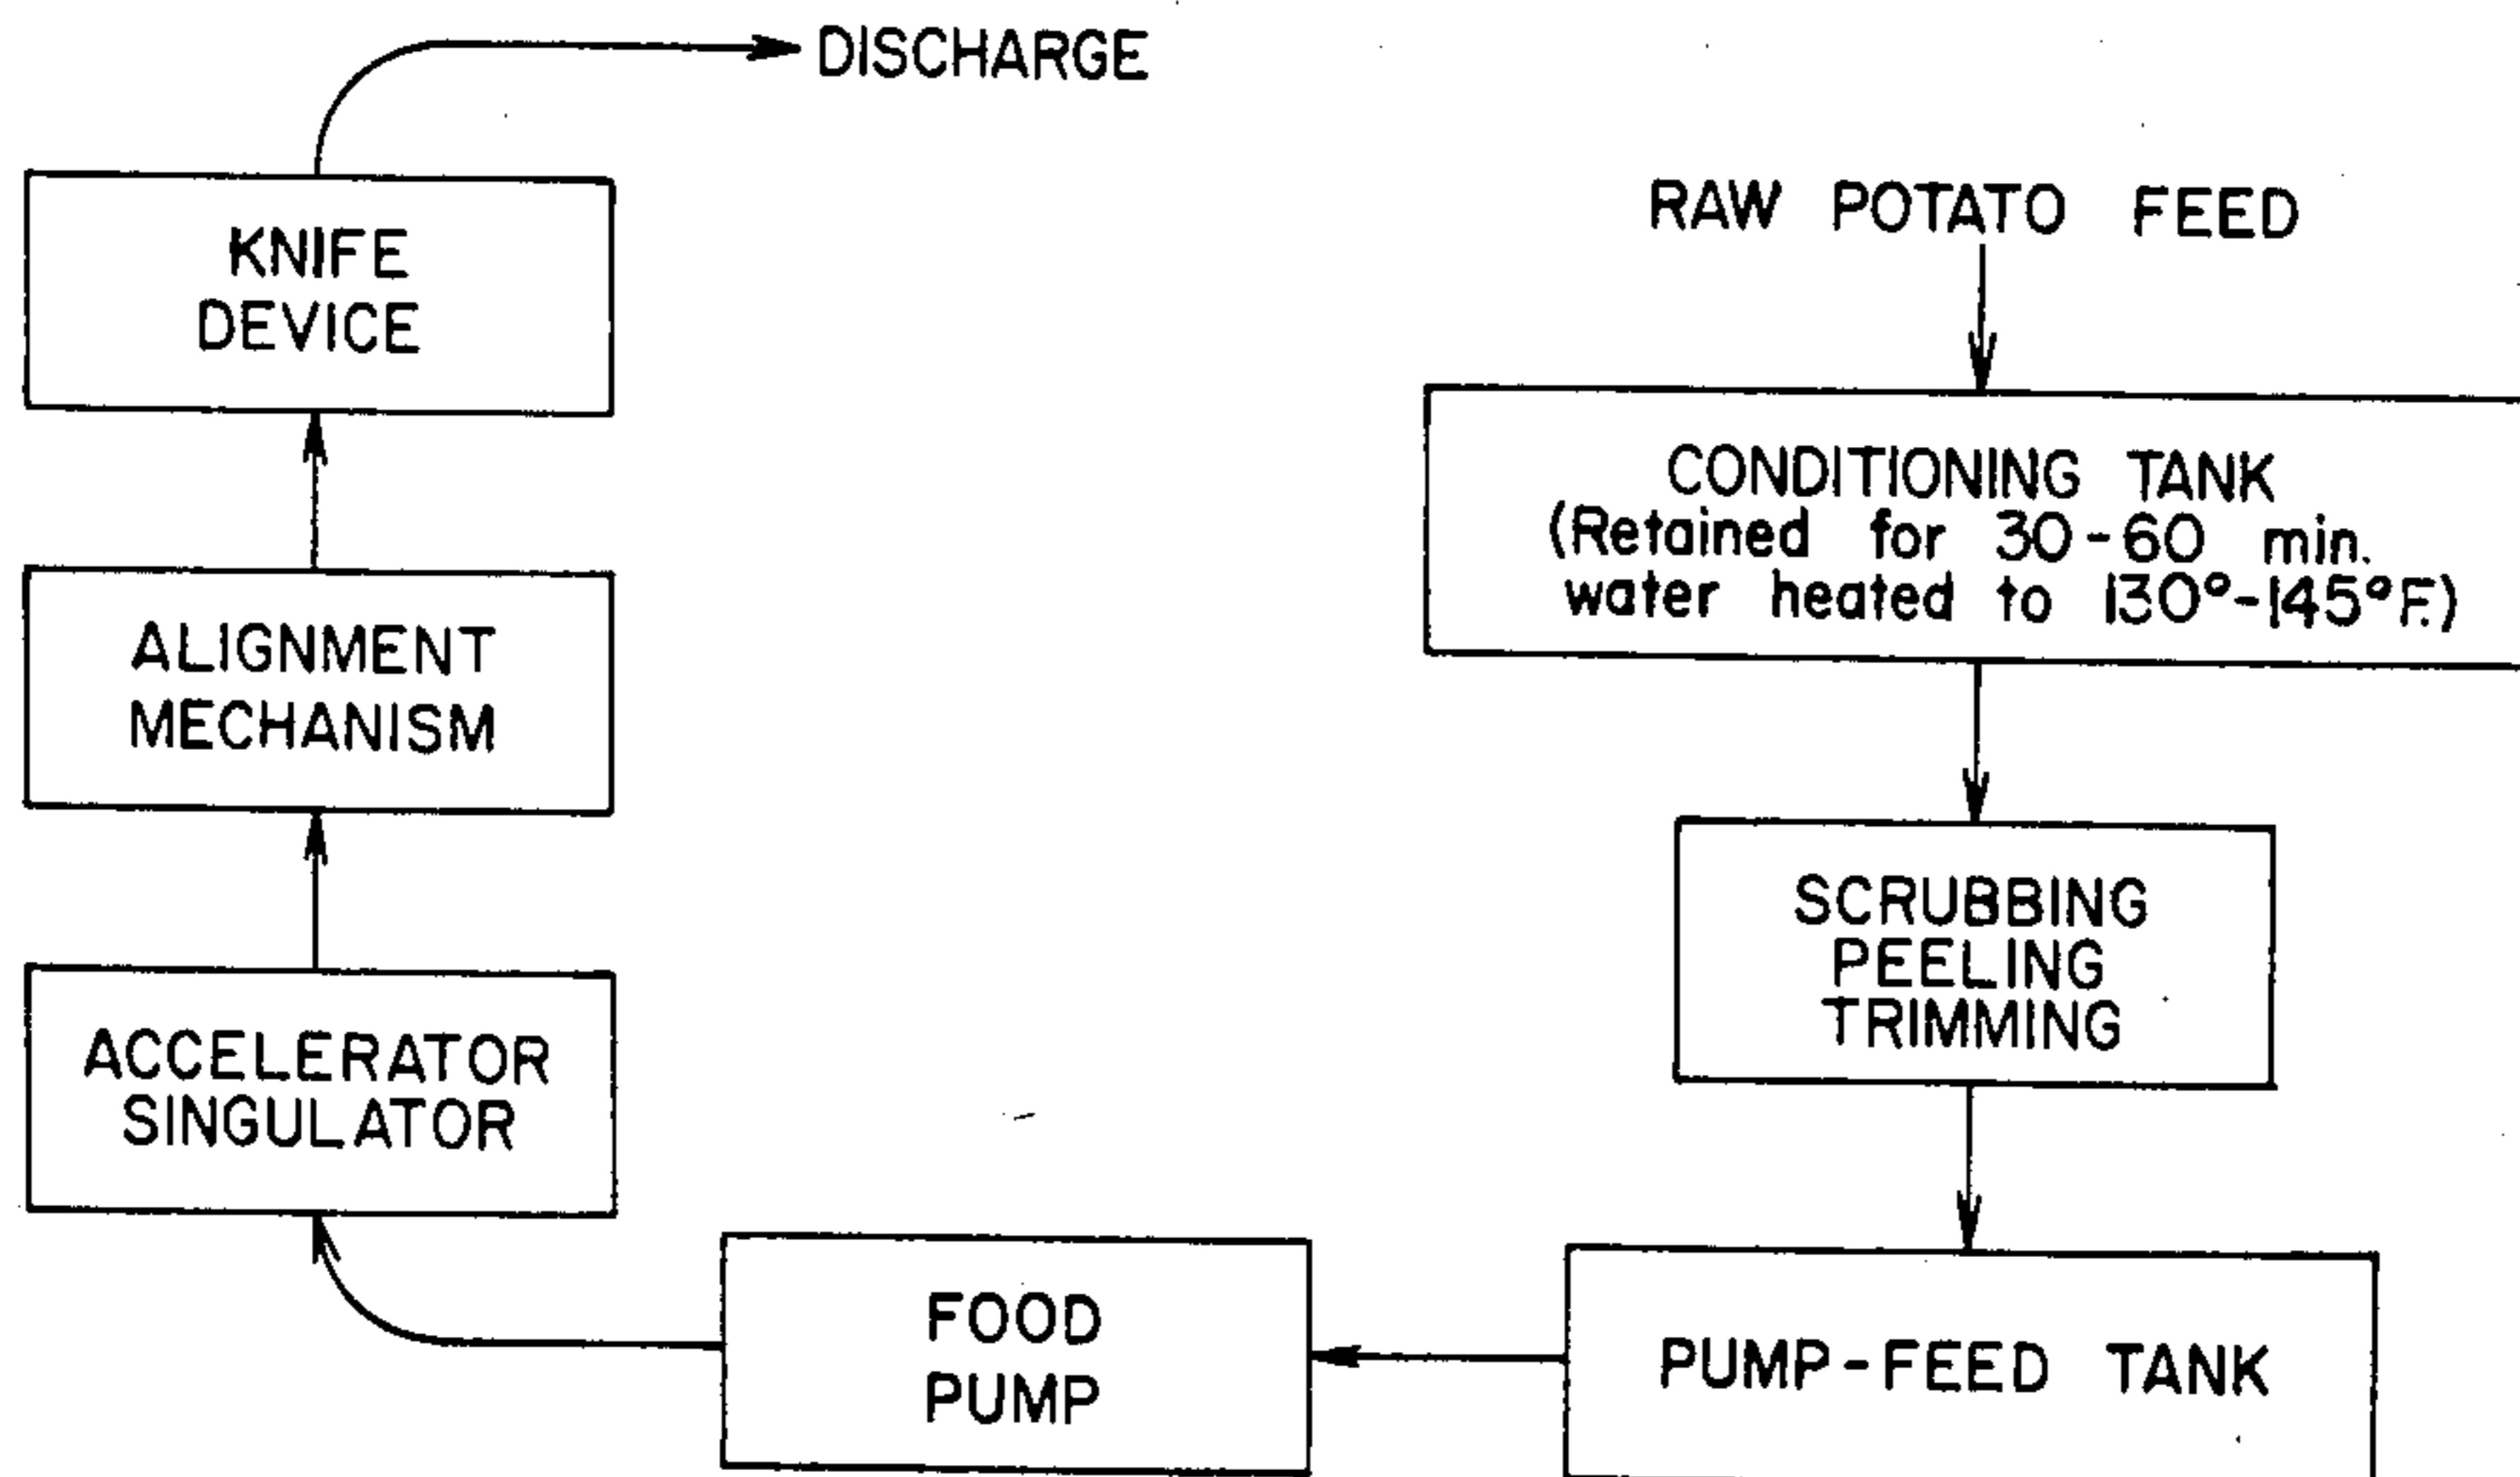 DISCHARGE
KNIFE
DEVICE
ALIGNMENT
MECHANISM
ACCELERATOR
SINGULATOR
FOOD
PUMP
RAW POTATO FEED
CONDITIONING TANK
(Retained for 30-60 min.
water heated to 130°-145°F.)
SCRUBBING
PEELING
TRIMMING
PUMP-FEED TANK